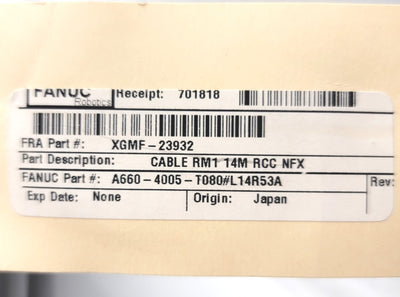 FANUC Receipt: 701818
Robotics
FRA Part #: XGMF-23932
Part Description: CABLE RM1 14M RCC NFX
FANUC Part #: A660-4005-T080#L14R53A Rev:
Exp Date: None Origin: Japan